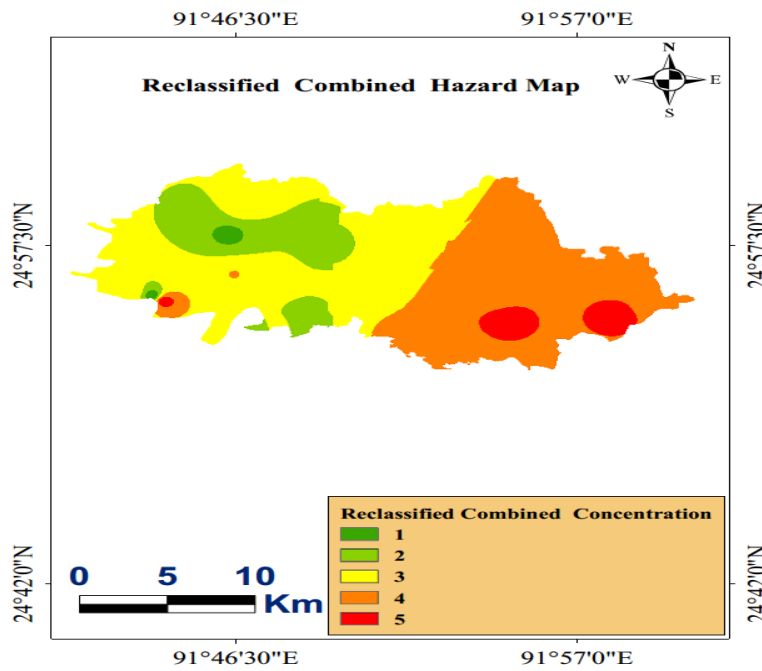 91°46'30"E 91°57'0"E
Reclassified Combined Hazard Map
N
W E
S
24°57'30"N 24°57'30"N
24°42'0"N 24°42'0"N
Reclassified Combined Concentration
1
2
3
4
5
0 5 10
Km
91°46'30"E 91°57'0"E